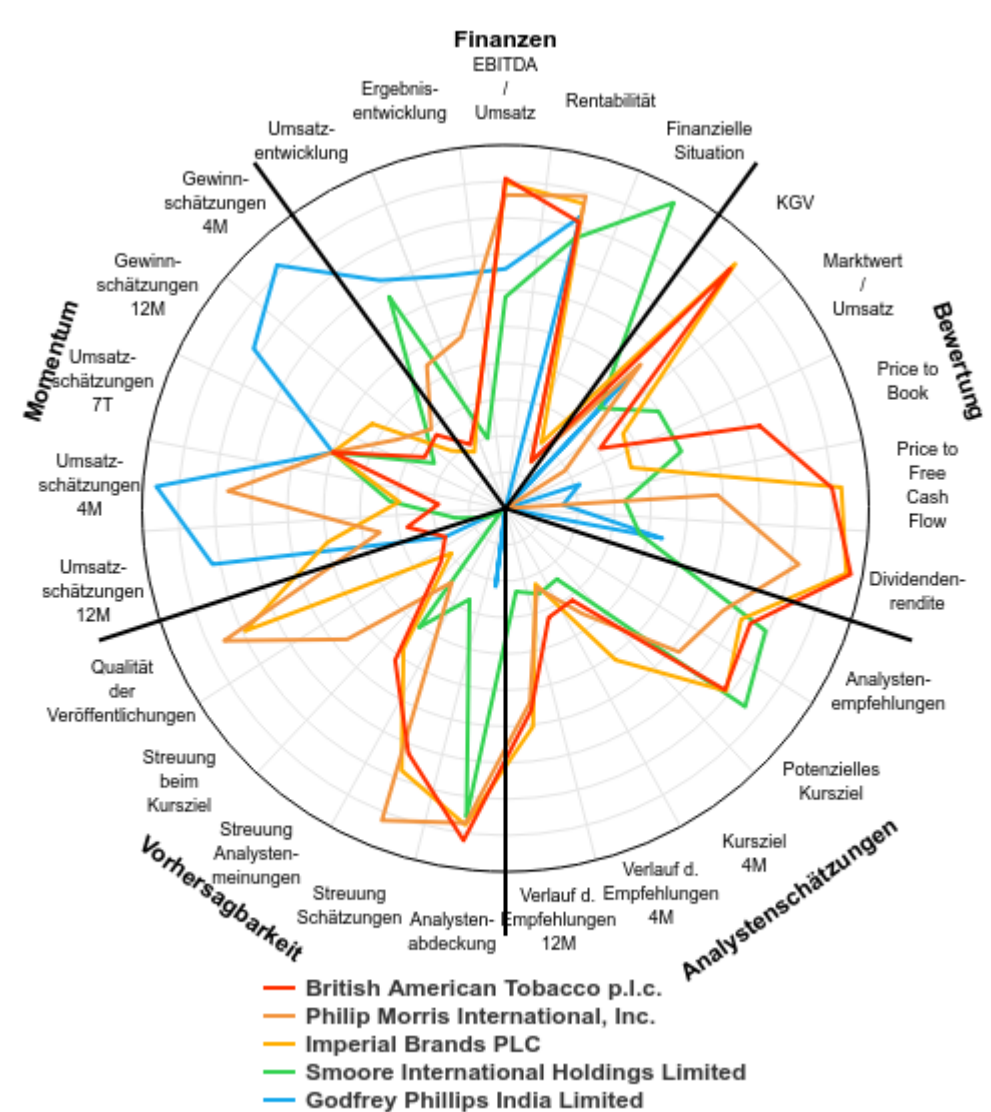 Finanzen
EBITDA
/
Umsatz
Rentabilität
Finanzielle
Situation
KGV
Marktwert
/
Umsatz
Bewertung
Price to
Book
Price to
Free
Cash
Flow
Dividenden-
rendite
Analysten-
empfehlungen
Potenzielles
Kursziel
Kursziel
4M
Analystenschätzungen
Verlauf d.
Empfehlungen
4M
Verlauf d.
Empfehlungen
12M
Analysten-
abdeckung
Streuung
Schätzungen
Streuung
Analysten-
meinungen
Vorhersagbarkeit
Streuung
beim
Kursziel
Qualität
der
Veröffentlichungen
Umsatz-
schätzungen
12M
Umsatz-
schätzungen
4M
Umsatz-
schätzungen
7T
Momentum
Gewinn-
schätzungen
12M
Gewinn-
schätzungen
4M
Umsatz-
entwicklung
Ergebnis-
entwicklung
British American Tobacco p.l.c.
Philip Morris International, Inc.
Imperial Brands PLC
Smoore International Holdings Limited
Godfrey Phillips India Limited